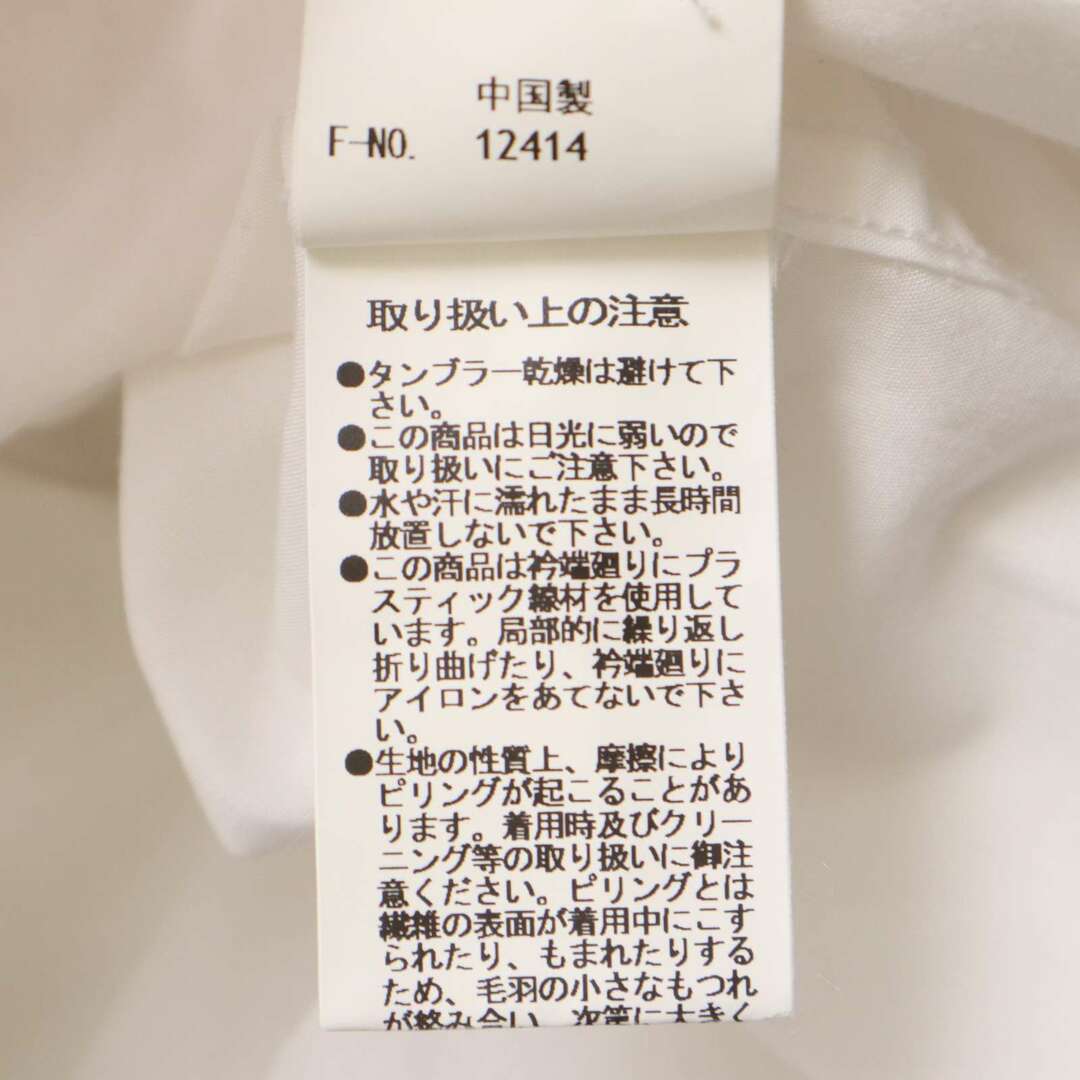 中国製
F-NO. 12414
取り扱い上の注意
●タンブラー乾燥は避けて下
さい。
●この商品は日光に弱いので
取り扱いにご注意下さい。
●水や汗に濡れたまま長時間
放置しないで下さい。
●この商品は衿端廻りにプラ
スティック線材を使用して
います。局部的に繰り返し
折り曲げたり、衿端廻りに
アイロンをあてないで下さ
い。
●生地の性質上、摩擦により
ピリングが起こることがあ
ります。着用時及びクリー
ニング等の取り扱いに御注
意ください。ピリングとは
繊維の表面が着用中にこす
られたり、もまれたりする
ため、毛羽の小さなもつれ
が絡み合い、次第に大きく